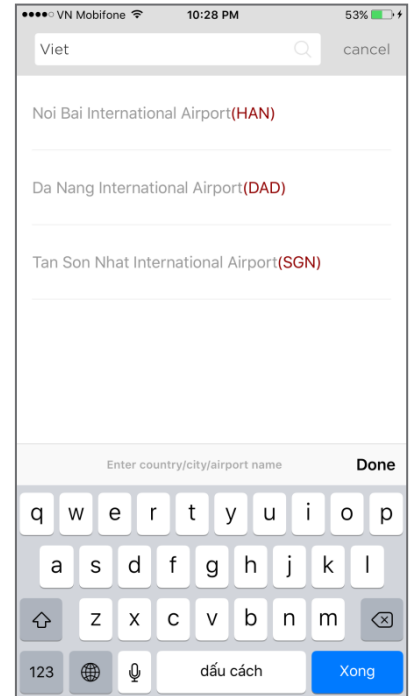 VN Mobifone 10:28 PM 53%
Viet cancel
Noi Bai International Airport(HAN)
Da Nang International Airport(DAD)
Tan Son Nhat International Airport(SGN)
Enter country/city/airport name Done
q w e r t y u i o p
a s d f g h j k l
z x c v b n m
123 dấu cách Xong